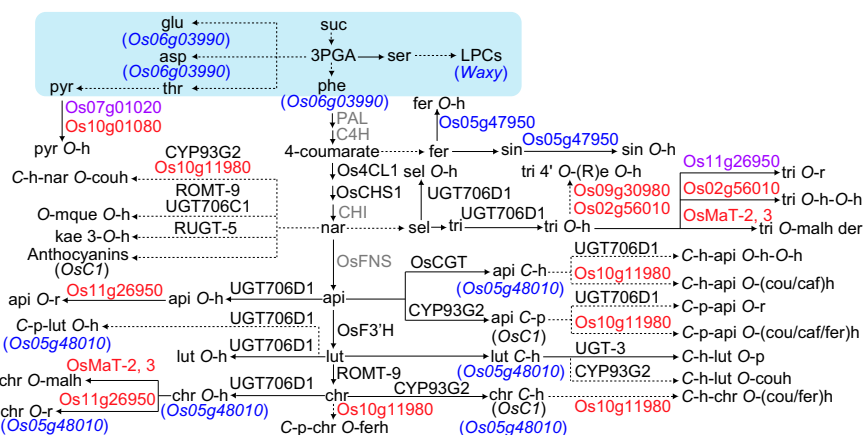 glu
suc
(Os06g03990)
asp
3PGA
ser
LPCs
(Os06g03990)
(Waxy)
pyr
thr
phe
(Os06g03990)
fer O-h
Os07g01020
PAL
Os05g47950
Os10g01080
C4H
pyr O-h
4-coumarate
fer
Os05g47950
sin
sin O-h
CYP93G2
Os10g11980
C-h-nar O-couh
Os4CL1
sel O-h
tri 4' O-(R)e O-h
Os11g26950
tri O-r
ROMT-9
OsCHS1
UGT706D1
Os09g30980
Os02g56010
tri O-h-O-h
UGT706C1
O-mque O-h
CHI
UGT706D1
Os02g56010
OsMaT-2, 3
RUGT-5
kae 3-O-h
nar
sel
tri
tri O-h
tri O-malh der
Anthocyanins
(OsC1)
OsFNS
OsCGT
api C-h
UGT706D1
C-h-api O-h-O-h
Os10g11980
C-h-api O-(cou/caf)h
(Os05g48010)
api O-r
Os11g26950
api O-h
UGT706D1
api
CYP93G2
UGT706D1
C-p-api O-r
api C-p
(OsC1)
Os10g11980
C-p-api O-(cou/caf/fer)h
C-p-lut O-h
UGT706D1
OsF3'H
(Os05g48010)
lut O-h
UGT706D1
lut
lut C-h
UGT-3
C-h-lut O-p
(Os05g48010)
OsMaT-2, 3
ROMT-9
CYP93G2
C-h-lut O-couh
chr O-malh
Os11g26950
chr O-h
UGT706D1
chr
CYP93G2
chr C-h
C-h-chr O-(cou/fer)h
chr O-r
(Os05g48010)
Os10g11980
(OsC1)
Os10g11980
(Os05g48010)
C-p-chr O-ferh
(Os05g48010)